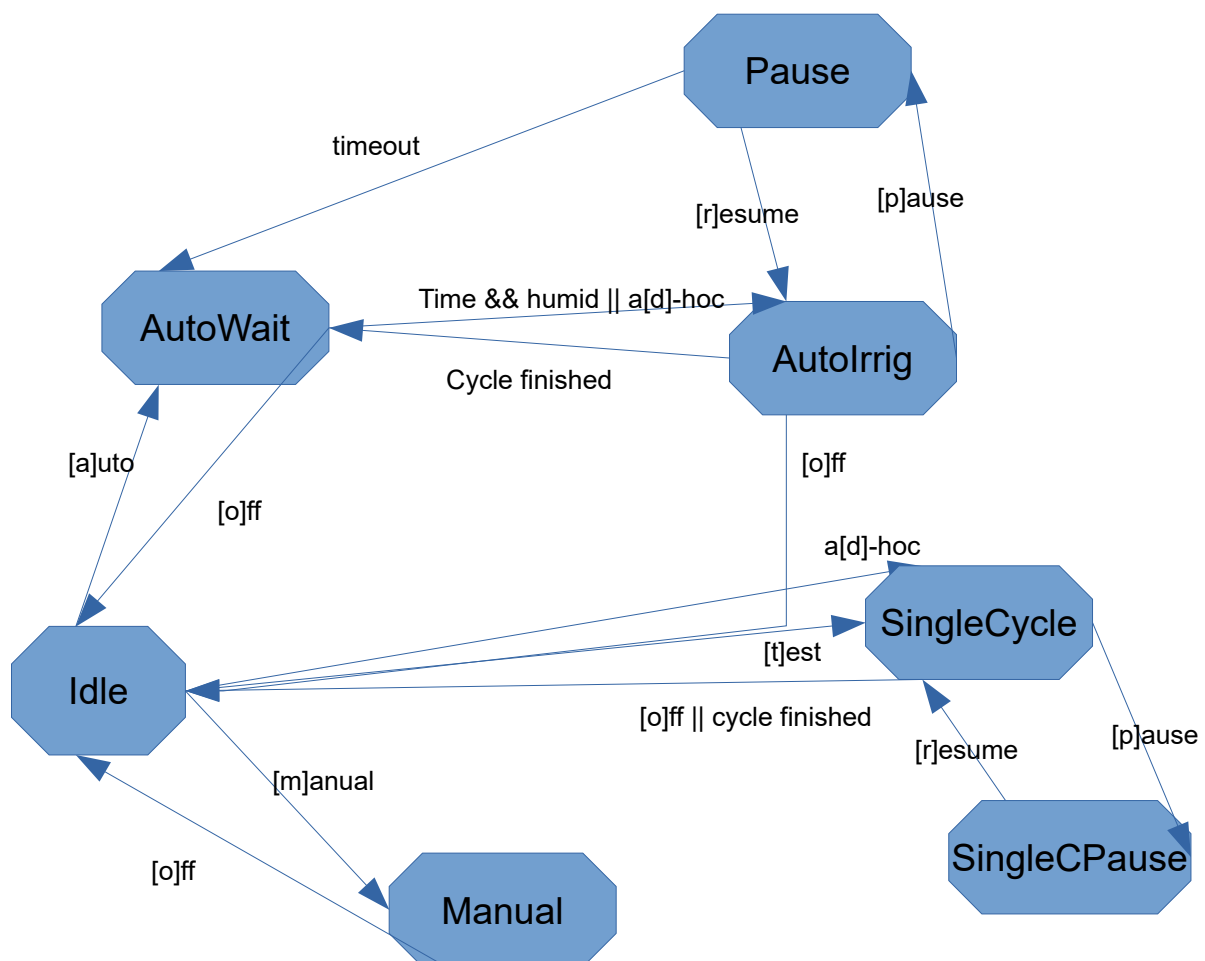 Pause
timeout
[p]ause
[r]esume
Time && humid || a[d]-hoc
AutoWait
AutoIrrig
Cycle finished
[a]uto
[o]ff
[o]ff
a[d]-hoc
SingleCycle
[t]est
Idle
[o]ff || cycle finished
[p]ause
[r]esume
[m]anual
SingleCPause
[o]ff
Manual